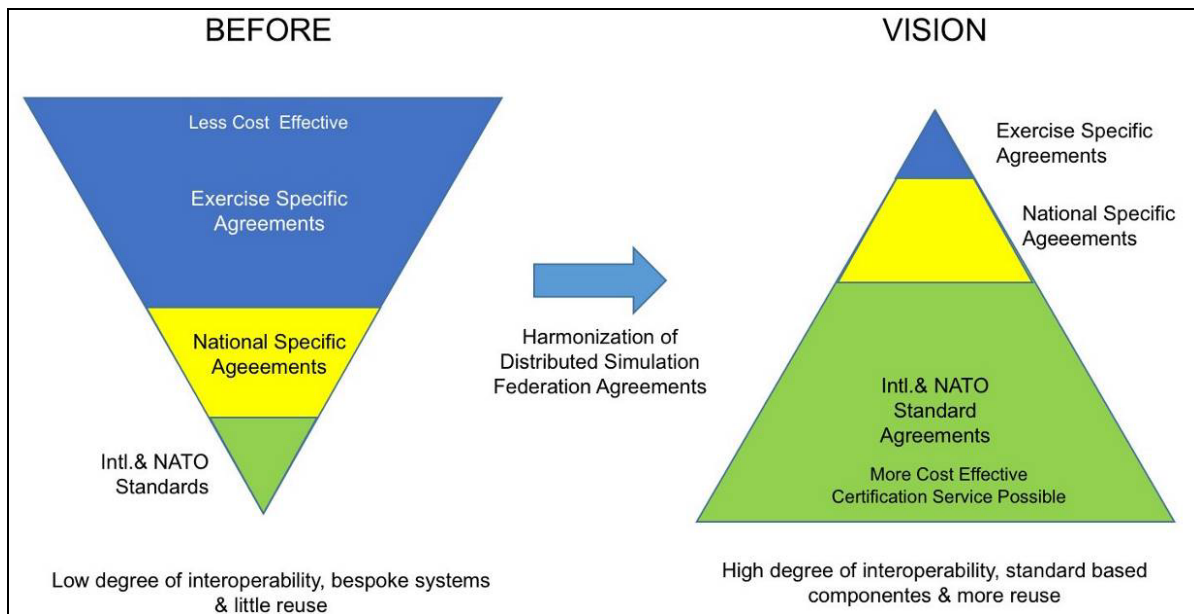 BEFORE
Less Cost Effective
Exercise Specific
Agreements
National Specific
Ageeements
Intl.& NATO
Standards
Low degree of interoperability, bespoke systems
& little reuse
Harmonization of
Distributed Simulation
Federation Agreements
VISION
Exercise Specific
Agreements
National Specific
Ageeements
Intl.& NATO
Standard
Agreements
More Cost Effective
Certification Service Possible
High degree of interoperability, standard based
componentes & more reuse